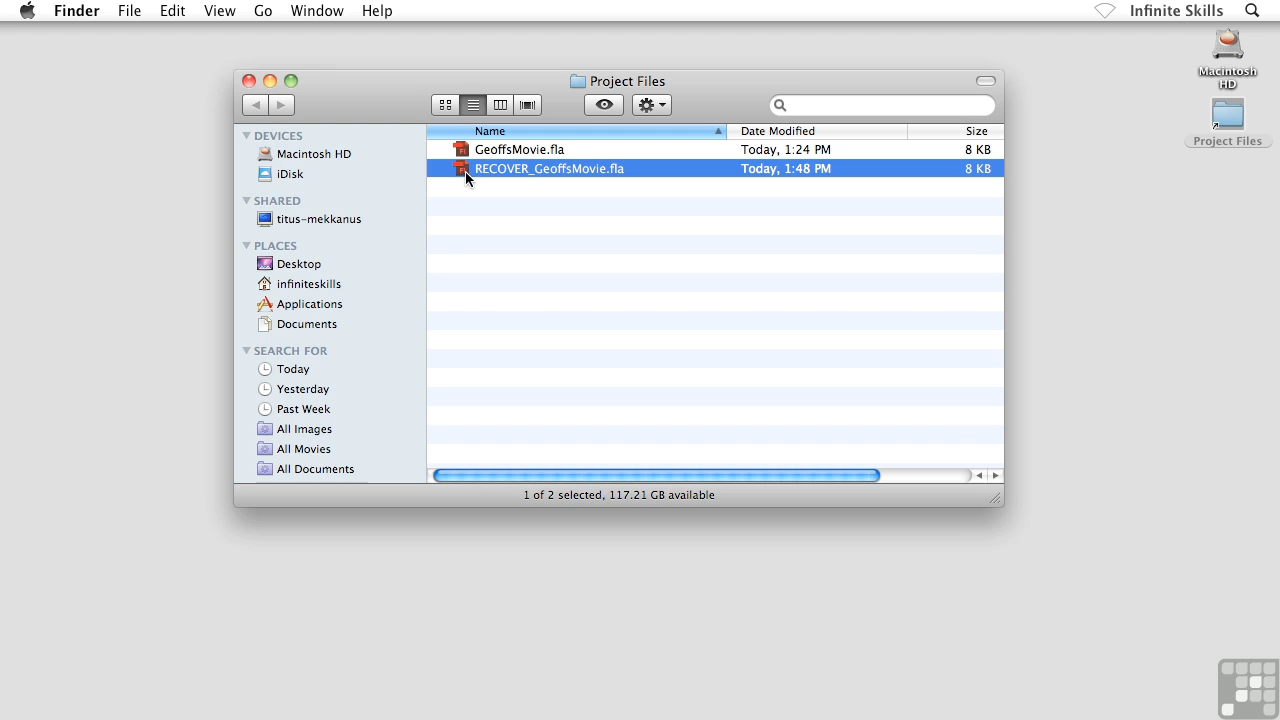 Finder File Edit View Go Window Help Infinite Skills
Macintosh HD
Project Files
Project Files
DEVICES
Macintosh HD
iDisk
SHARED
titus-mekkanus
PLACES
Desktop
infiniteskills
Applications
Documents
SEARCH FOR
Today
Yesterday
Past Week
All Images
All Movies
All Documents
Name Date Modified Size
GeoffsMovie.fla Today, 1:24 PM 8 KB
RECOVER_GeoffsMovie.fla Today, 1:48 PM 8 KB
1 of 2 selected, 117.21 GB available